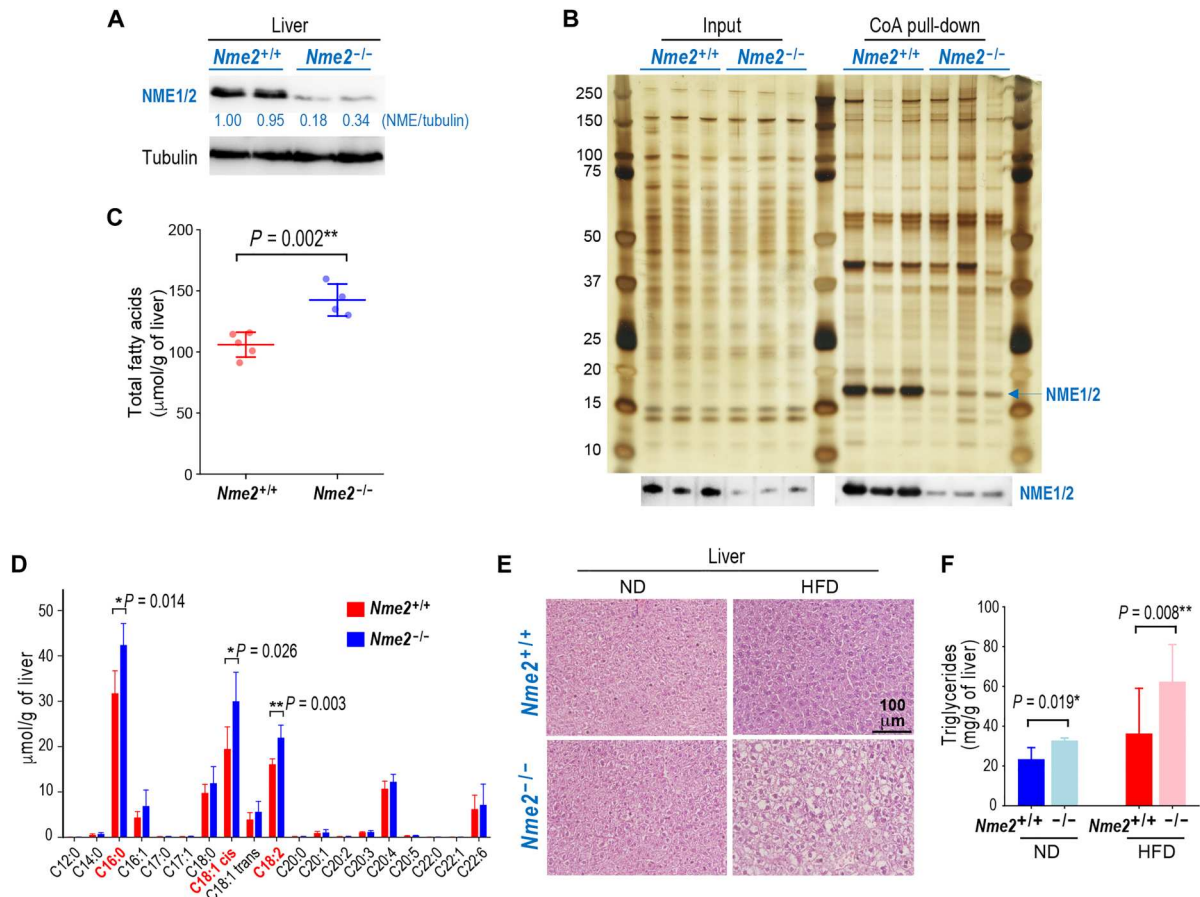 A
Liver
Nme2+/+ Nme2−/−
NME1/2
1.00 0.95 0.18 0.34 (NME/tubulin)
Tubulin
B
Input CoA pull-down
Nme2+/+ Nme2−/− Nme2+/+ Nme2−/−
250
150
100
75
50
37
25
20
15
10
NME1/2
NME1/2
C
P = 0.002**
Total fatty acids
(μmol/g of liver)
200
150
100
50
0
Nme2+/+ Nme2−/−
D
μmol/g of liver
50
40
30
20
10
0
*P = 0.014
*
P = 0.026
** P = 0.003
Nme2+/+
Nme2−/−
C12:0
C14:0
C16:0
C16:1
C17:0
C17:1
C18:0
C18:1 cis
C18:1 trans
C18:2
C20:0
C20:1
C20:2
C20:3
C20:4
C20:5
C22:0
C22:1
C22:6
E
Liver
ND HFD
Nme2+/+
Nme2−/−
100
μm
F
Triglycerides
(mg/g of liver)
100
80
60
40
20
0
P = 0.008**
P = 0.019*
Nme2+/+ −/− Nme2+/+ −/−
ND HFD